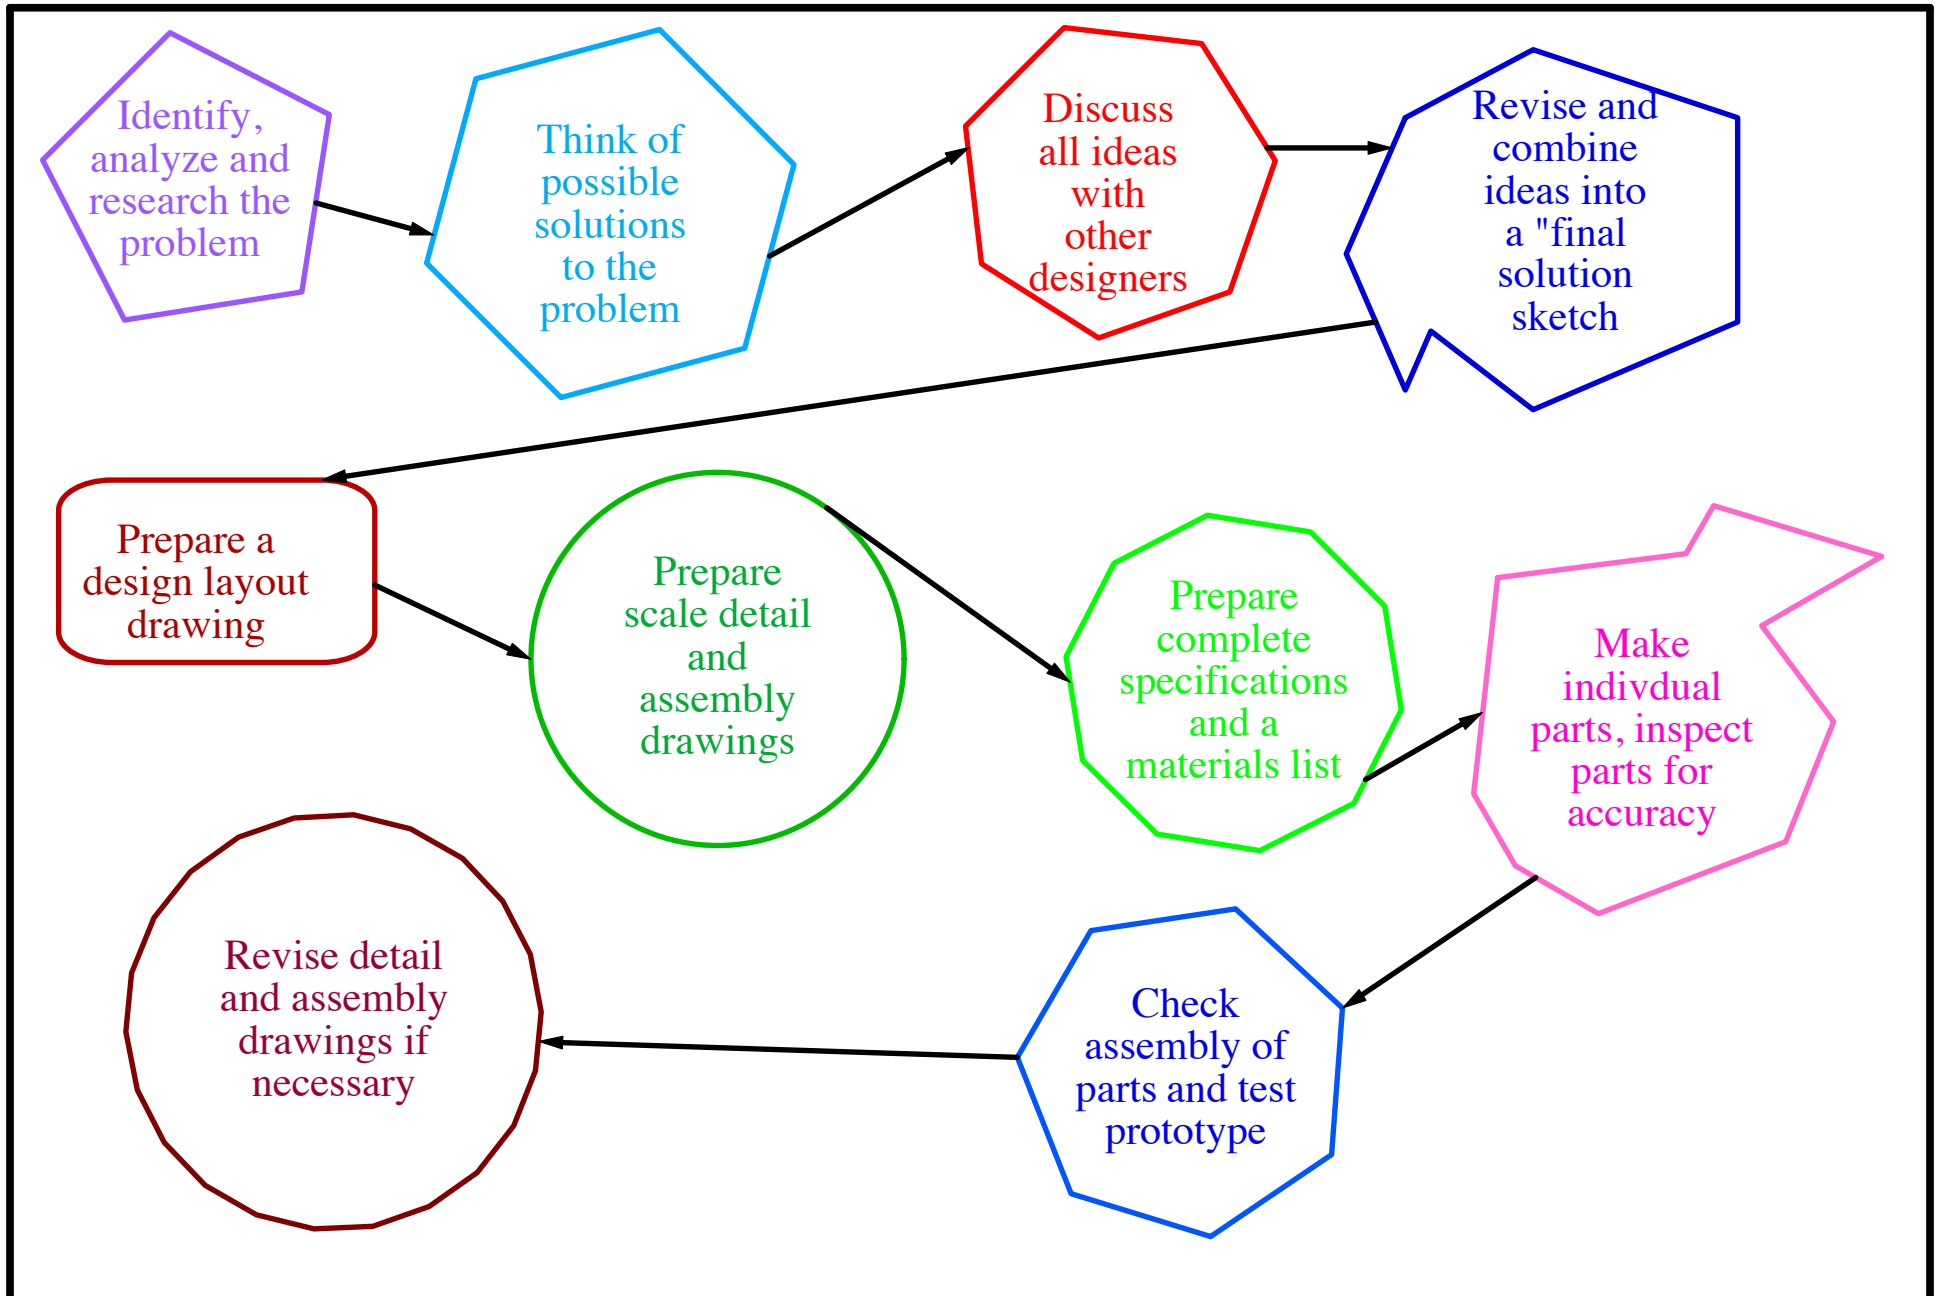 Identify,
analyze and
research the
problem
Think of
possible
solutions
to the
problem
Discuss
all ideas
with
other
designers
Revise and
combine
ideas into
a "final
solution
sketch
Prepare a
design layout
drawing
Prepare
scale detail
and
assembly
drawings
Prepare
complete
specifications
and a
materials list
Make
indivdual
parts, inspect
parts for
accuracy
Check
assembly of
parts and test
prototype
Revise detail
and assembly
drawings if
necessary